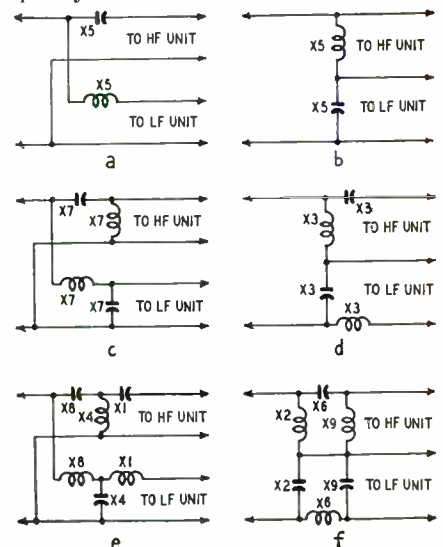 X5
TO HF UNIT
X5
TO LF UNIT
a
X5
TO HF UNIT
X5
TO LF UNIT
b
X7
X7
TO HF UNIT
X7
X7
TO LF UNIT
c
X3
X3
TO HF UNIT
X3
TO LF UNIT
X3
d
X8
X1
X4
TO HF UNIT
X8
X1
X4
TO LF UNIT
e
X6
X2
X9
TO HF UNIT
X2
X9
TO LF UNIT
X6
f